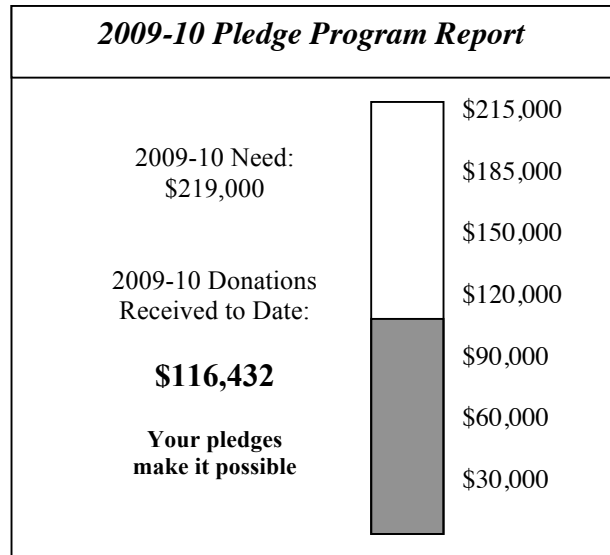 2009-10 Pledge Program Report
2009-10 Need:
$219,000
2009-10 Donations
Received to Date:
$116,432
Your pledges
make it possible
$215,000
$185,000
$150,000
$120,000
$90,000
$60,000
$30,000